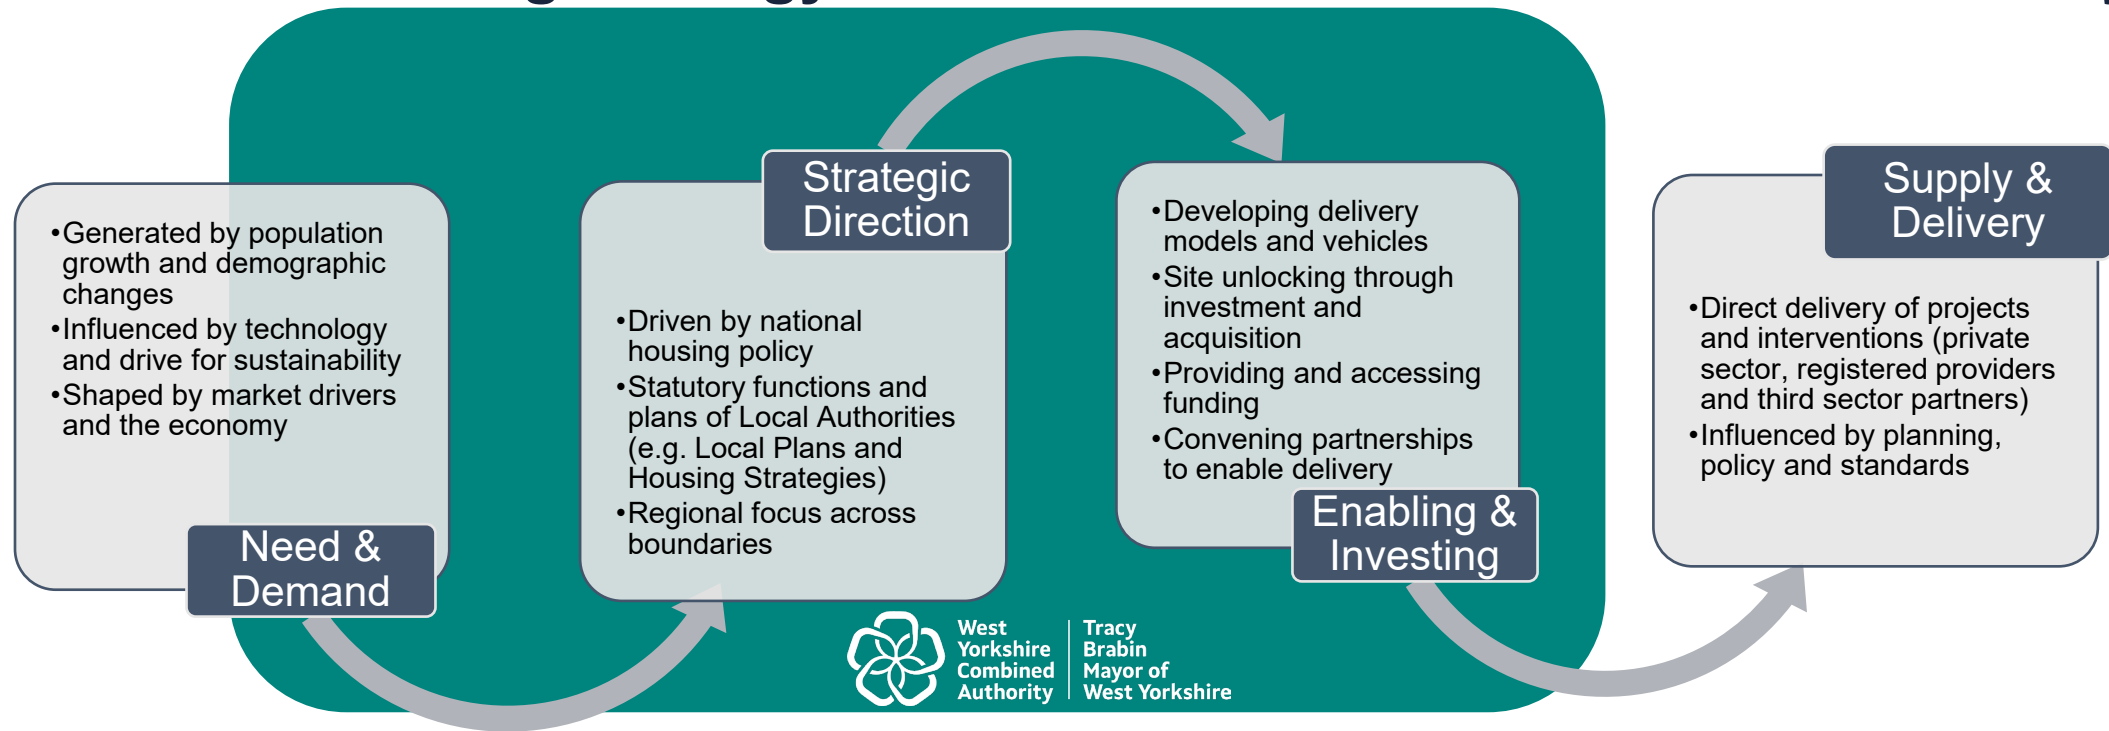 •Generated by population
growth and demographic
changes
•Influenced by technology
and drive for sustainability
•Shaped by market drivers
and the economy
Need &
Demand
Strategic
Direction
•Driven by national
housing policy
•Statutory functions and
plans of Local Authorities
(e.g. Local Plans and
Housing Strategies)
•Regional focus across
boundaries
•Developing delivery
models and vehicles
•Site unlocking through
investment and
acquisition
•Providing and accessing
funding
•Convening partnerships
to enable delivery
Enabling &
Investing
Supply &
Delivery
•Direct delivery of projects
and interventions (private
sector, registered providers
and third sector partners)
•Influenced by planning,
policy and standards
West
Yorkshire
Combined
Authority
Tracy
Brabin
Mayor of
West Yorkshire